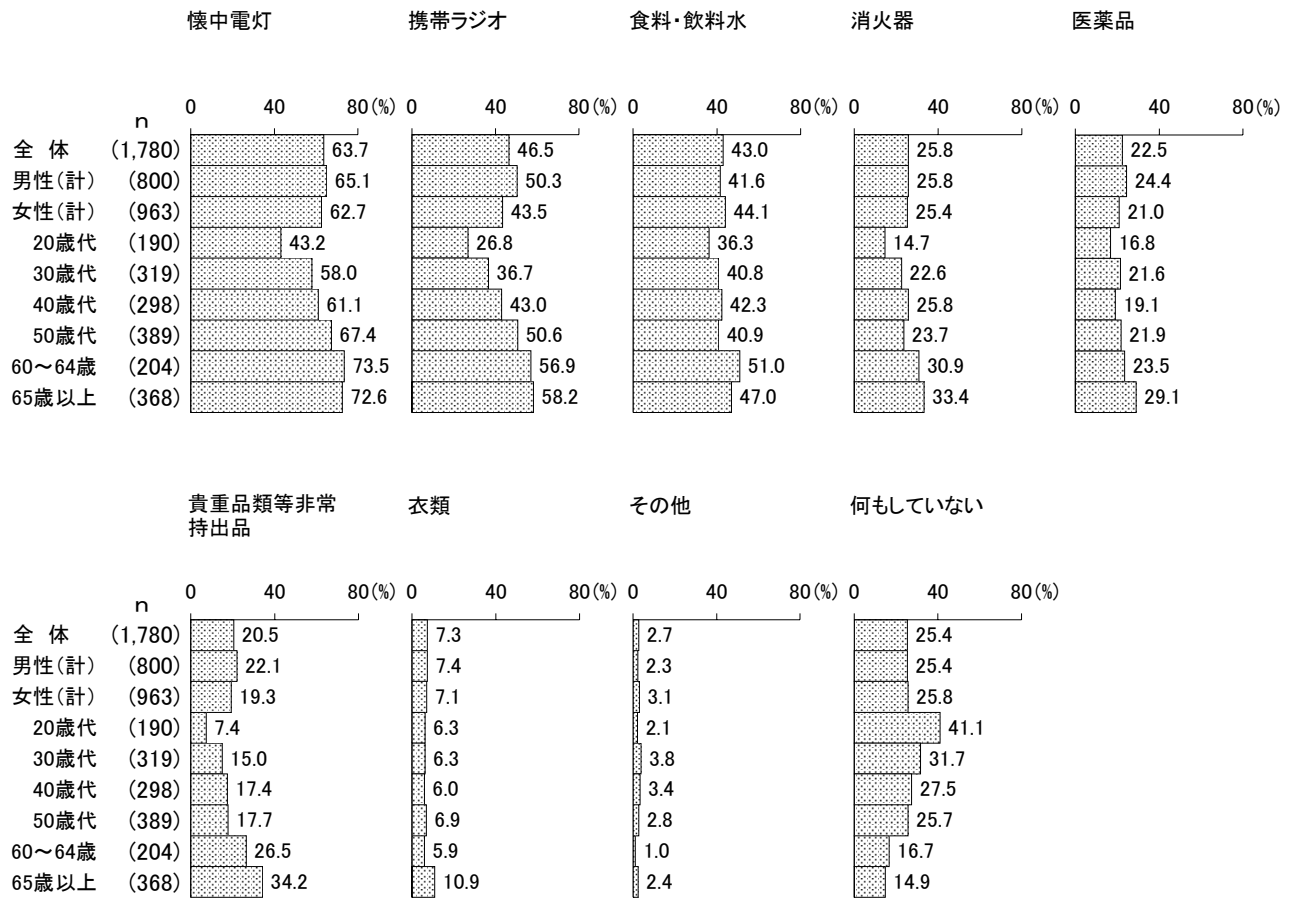 懐中電灯 携帯ラジオ 食料・飲料水 消火器 医薬品
0 40 80(%) 0 40 80(%) 0 40 80(%) 0 40 80(%) 0 40 80(%)
n
全 体 (1,780) 63.7 46.5 43.0 25.8 22.5
男性(計) (800) 65.1 50.3 41.6 25.8 24.4
女性(計) (963) 62.7 43.5 44.1 25.4 21.0
20歳代 (190) 43.2 26.8 36.3 14.7 16.8
30歳代 (319) 58.0 36.7 40.8 22.6 21.6
40歳代 (298) 61.1 43.0 42.3 25.8 19.1
50歳代 (389) 67.4 50.6 40.9 23.7 21.9
60～64歳 (204) 73.5 56.9 51.0 30.9 23.5
65歳以上 (368) 72.6 58.2 47.0 33.4 29.1
貴重品類等非常 衣類 その他 何もしていない
持出品
0 40 80(%) 0 40 80(%) 0 40 80(%) 0 40 80(%)
n
全 体 (1,780) 20.5 7.3 2.7 25.4
男性(計) (800) 22.1 7.4 2.3 25.4
女性(計) (963) 19.3 7.1 3.1 25.8
20歳代 (190) 7.4 6.3 2.1 41.1
30歳代 (319) 15.0 6.3 3.8 31.7
40歳代 (298) 17.4 6.0 3.4 27.5
50歳代 (389) 17.7 6.9 2.8 25.7
60～64歳 (204) 26.5 5.9 1.0 16.7
65歳以上 (368) 34.2 10.9 2.4 14.9